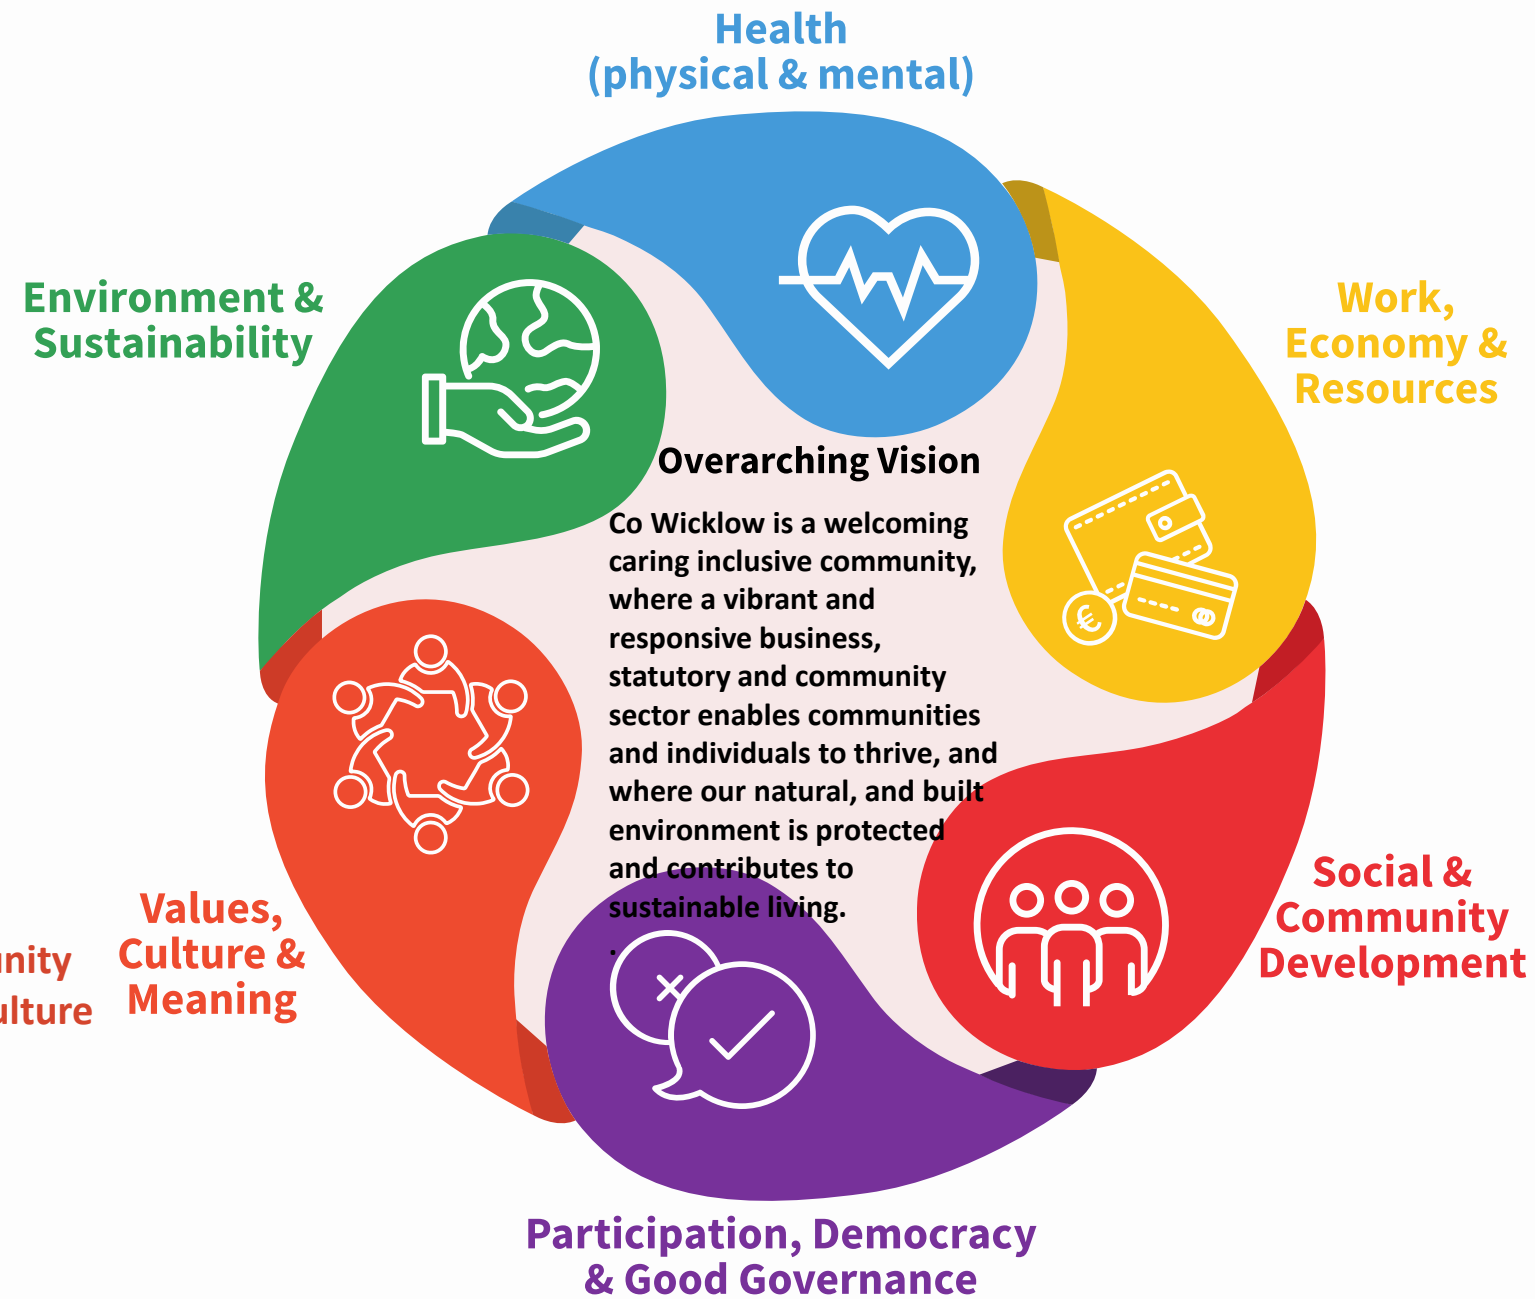 Health
(physical & mental)
Environment &
Sustainability
Work,
Economy &
Resources
Overarching Vision
Co Wicklow is a welcoming
caring inclusive community,
where a vibrant and
responsive business,
statutory and community
sector enables communities
and individuals to thrive, and
where our natural, and built
environment is protected
and contributes to
sustainable living.
.
€
Social &
Community
Development
Values,
Culture &
Meaning
nity
ulture
Participation, Democracy
& Good Governance